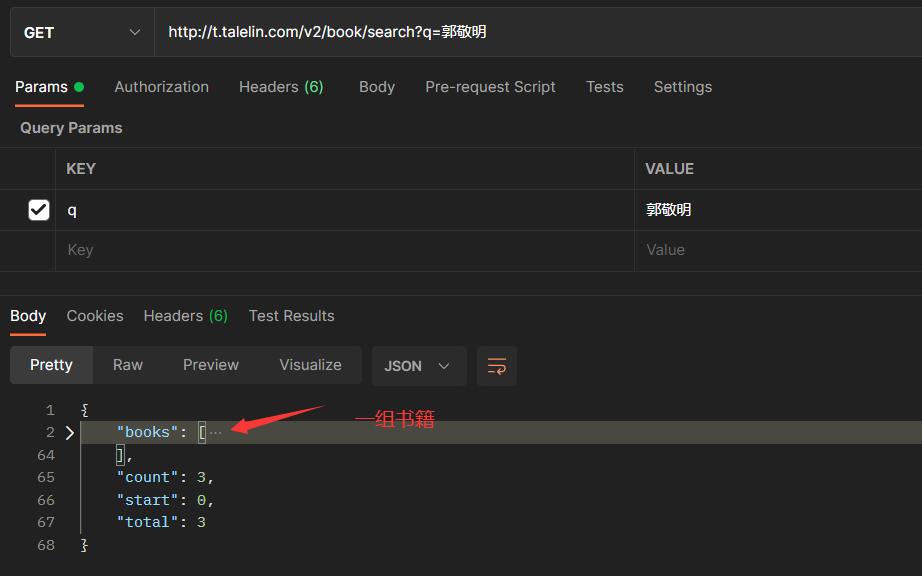 GET http://t.talelin.com/v2/book/search?q=郭敬明
Params Authorization Headers (6) Body Pre-request Script Tests Settings
Query Params
KEY VALUE
q 郭敬明
Key Value
Body Cookies Headers (6) Test Results
Pretty Raw Preview Visualize JSON
1 {
2 "books": [ ··· 一组书籍
64 ],
65 "count": 3,
66 "start": 0,
67 "total": 3
68 }